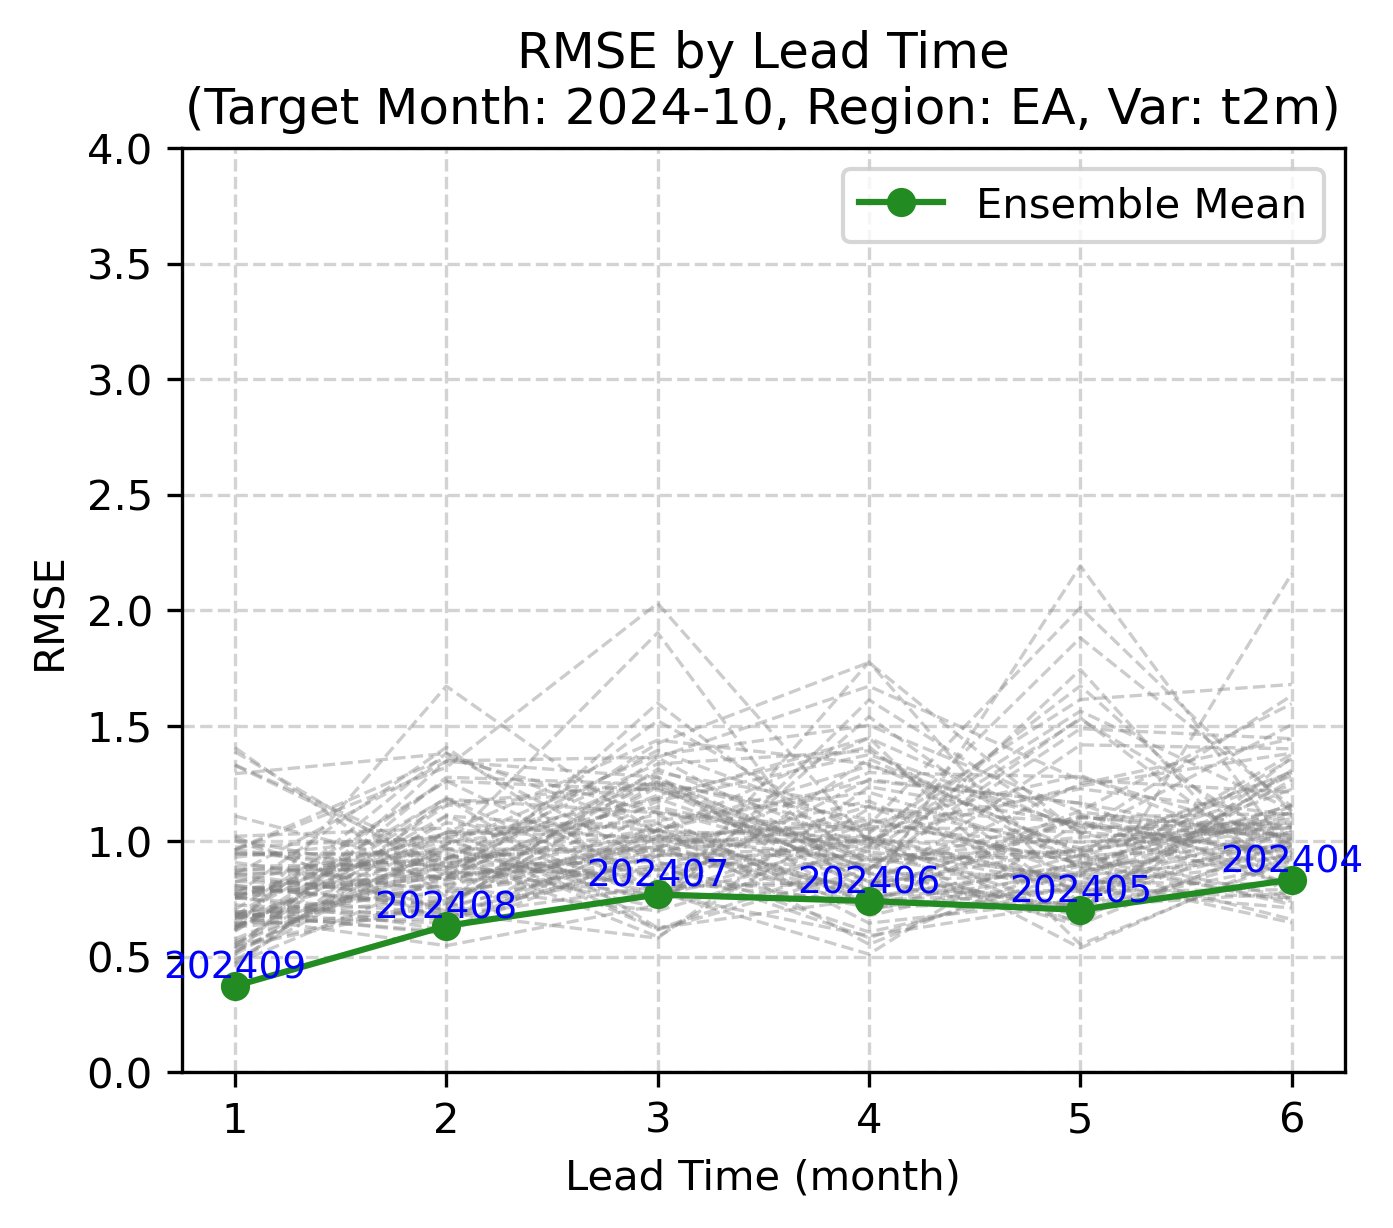 RMSE by Lead Time
(Target Month: 2024-10, Region: EA, Var: t2m)
Ensemble Mean
RMSE
4.0
3.5
3.0
2.5
2.0
1.5
1.0
0.5
0.0
202409
202408
202407
202406
202405
202404
1 2 3 4 5 6
Lead Time (month)